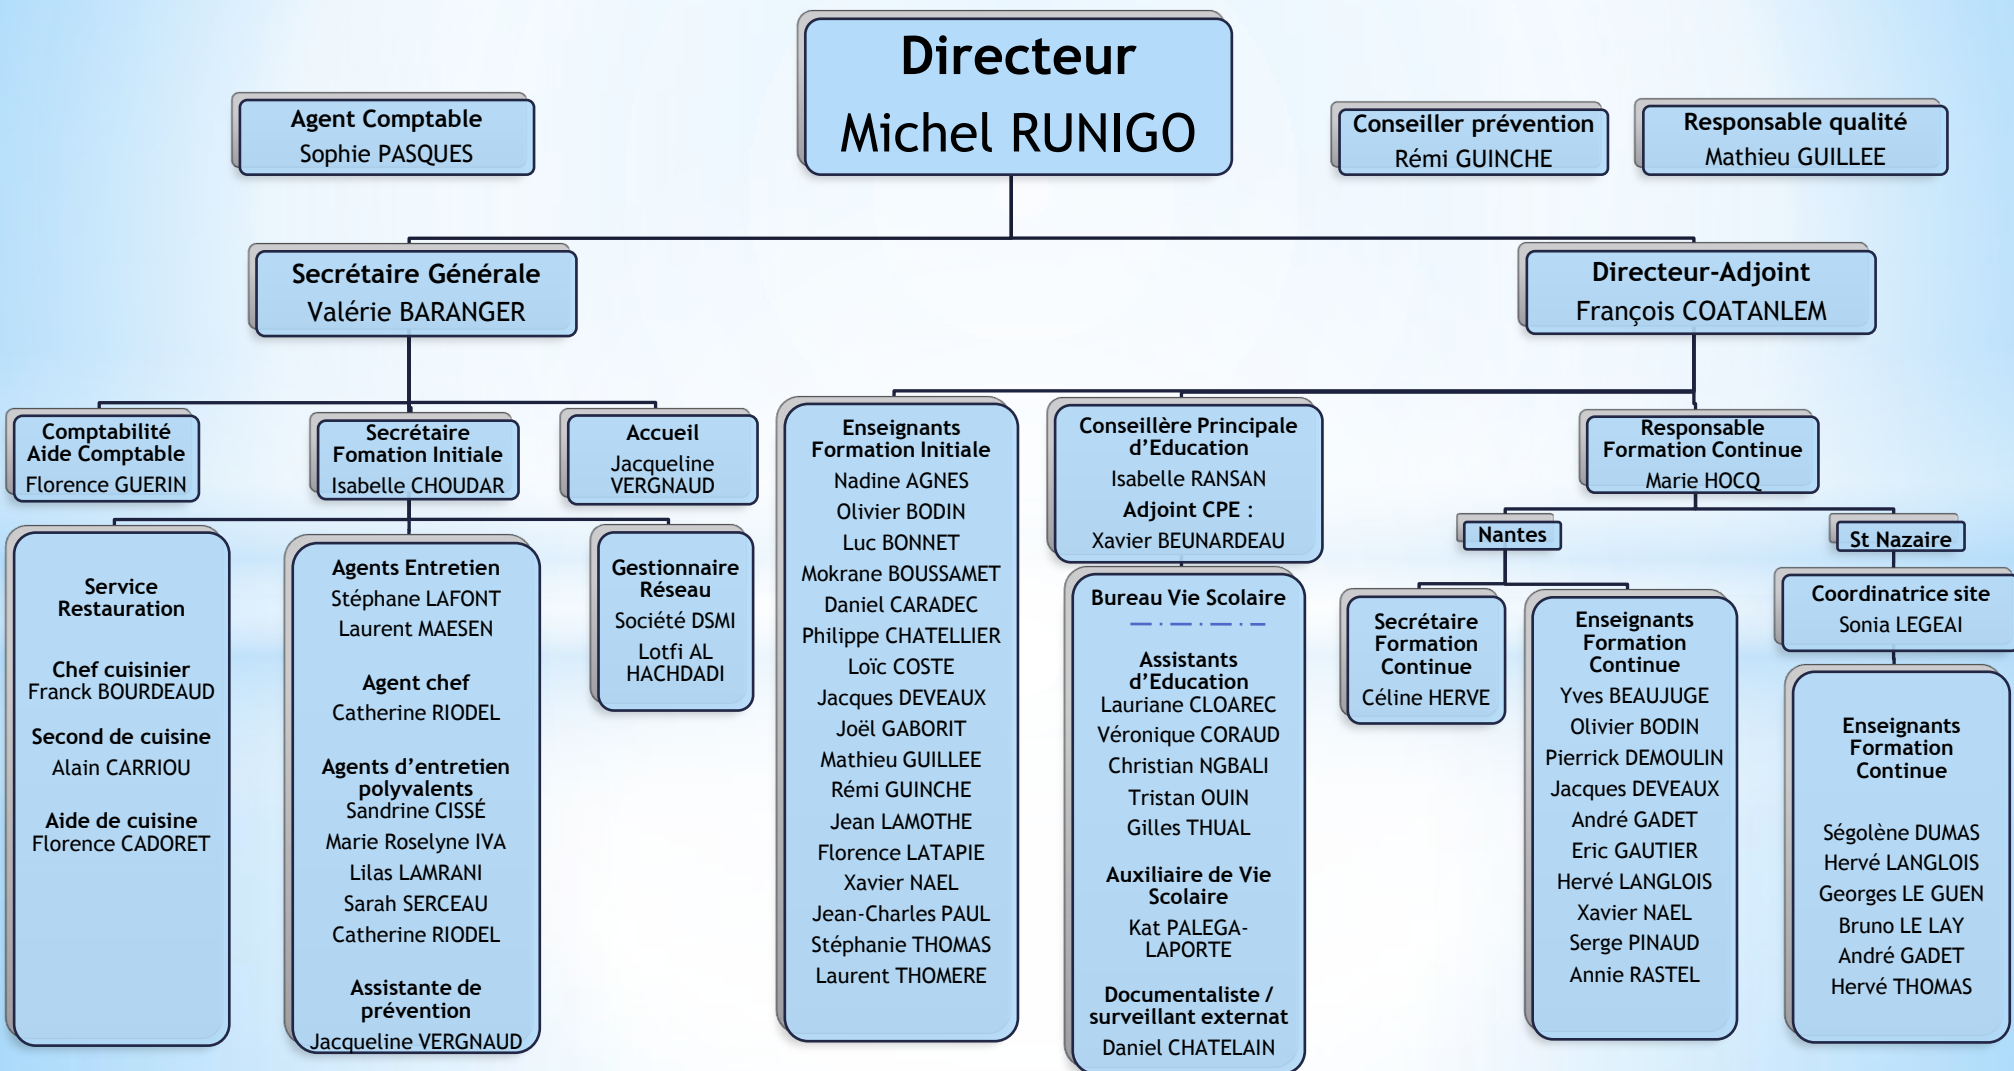 Directeur
Michel RUNIGO
Agent Comptable
Sophie PASQUES
Conseiller prévention
Rémi GUINCHE
Responsable qualité
Mathieu GUILLEE
Secrétaire Générale
Valérie BARANGER
Directeur-Adjoint
François COATANLEM
Comptabilité
Aide Comptable
Florence GUERIN
Secrétaire
Fomation Initiale
Isabelle CHOUDAR
Accueil
Jacqueline
VERGNAUD
Service
Restauration
Chef cuisinier
Franck BOURDEAUD
Second de cuisine
Alain CARRIOU
Aide de cuisine
Florence CADORET
Agents Entretien
Stéphane LAFONT
Laurent MAESEN
Agent chef
Catherine RIODEL
Agents d’entretien
polyvalents
Sandrine CISSÉ
Marie Roselyne IVA
Lilas LAMRANI
Sarah SERCEAU
Catherine RIODEL
Assistante de
prévention
Jacqueline VERGNAUD
Gestionnaire
Réseau
Société DSMI
Lotfi AL
HACHDADI
Enseignants
Formation Initiale
Nadine AGNES
Olivier BODIN
Luc BONNET
Mokrane BOUSSAMET
Daniel CARADEC
Philippe CHATELLIER
Loïc COSTE
Jacques DEVEAUX
Joël GABORIT
Mathieu GUILLEE
Rémi GUINCHE
Jean LAMOTHE
Florence LATAPIE
Xavier NAEL
Jean-Charles PAUL
Stéphanie THOMAS
Laurent THOMERE
Conseillère Principale
d’Education
Isabelle RANSAN
Adjoint CPE :
Xavier BEUNARDEAU
Bureau Vie Scolaire
Assistants
d’Education
Lauriane CLOAREC
Véronique CORAUD
Christian NGBALI
Tristan OUIN
Gilles THUAL
Auxiliaire de Vie
Scolaire
Kat PALEGA-
LAPORTE
Documentaliste /
surveillant externat
Daniel CHATELAIN
Responsable
Formation Continue
Marie HOCQ
Nantes
St Nazaire
Secrétaire
Formation
Continue
Céline HERVE
Enseignants
Formation
Continue
Yves BEAUJUGE
Olivier BODIN
Pierrick DEMOULIN
Jacques DEVEAUX
André GADET
Eric GAUTIER
Hervé LANGLOIS
Xavier NAEL
Serge PINAUD
Annie RASTEL
Coordinatrice site
Sonia LEGEAI
Enseignants
Formation
Continue
Ségolène DUMAS
Hervé LANGLOIS
Georges LE GUEN
Bruno LE LAY
André GADET
Hervé THOMAS